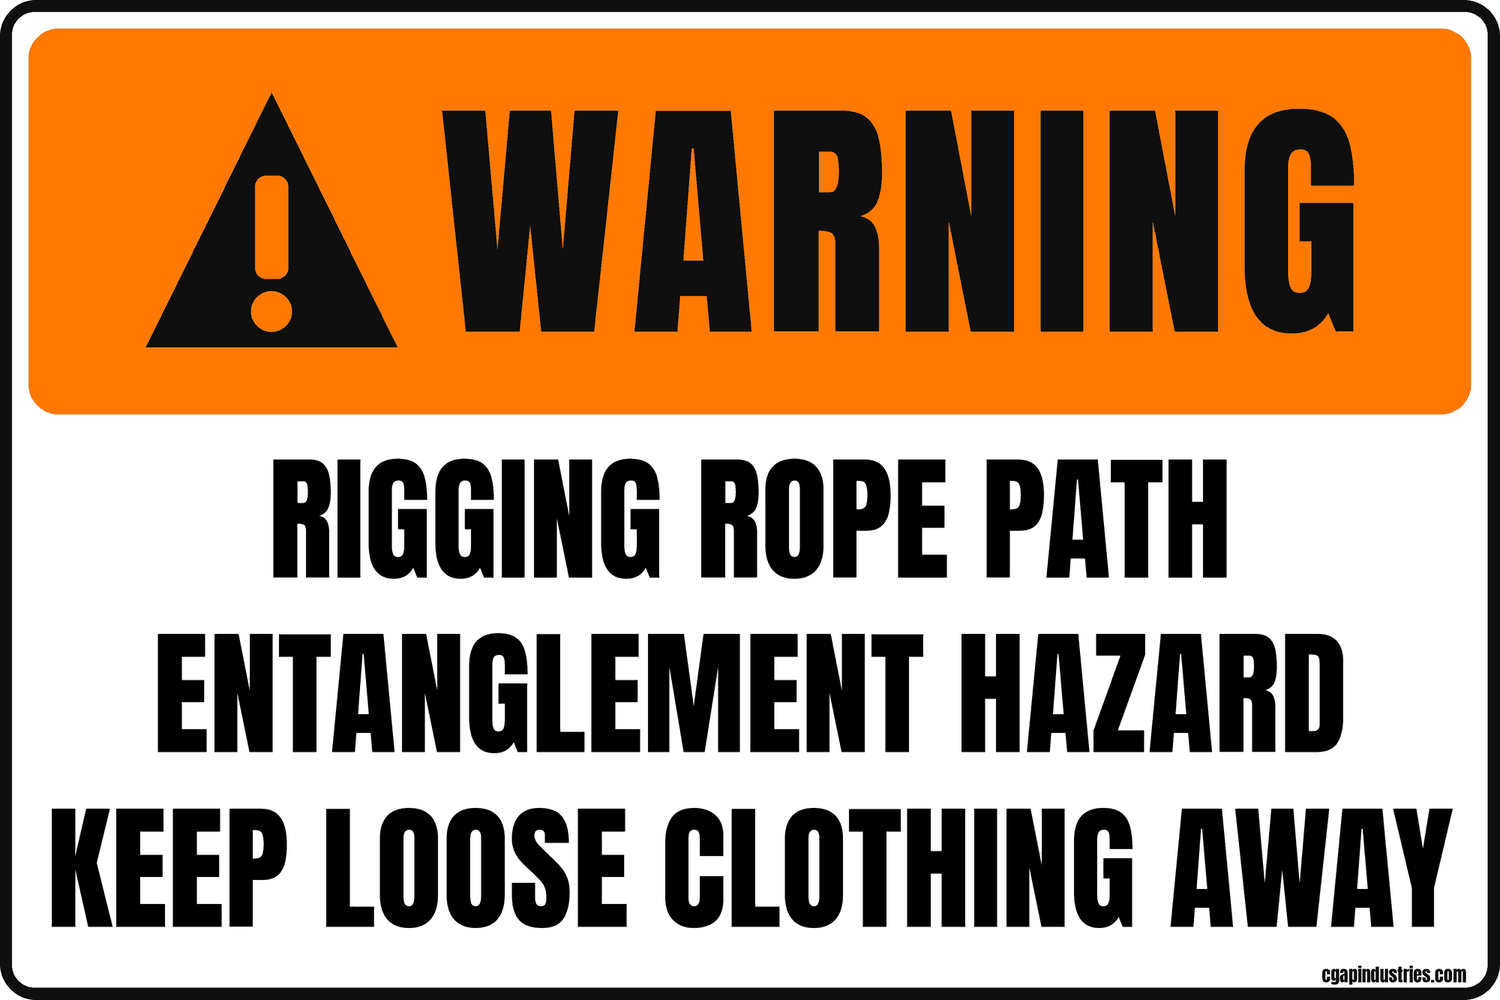 WARNING
RIGGING ROPE PATH
ENTANGLEMENT HAZARD
KEEP LOOSE CLOTHING AWAY
cgapindustries.com